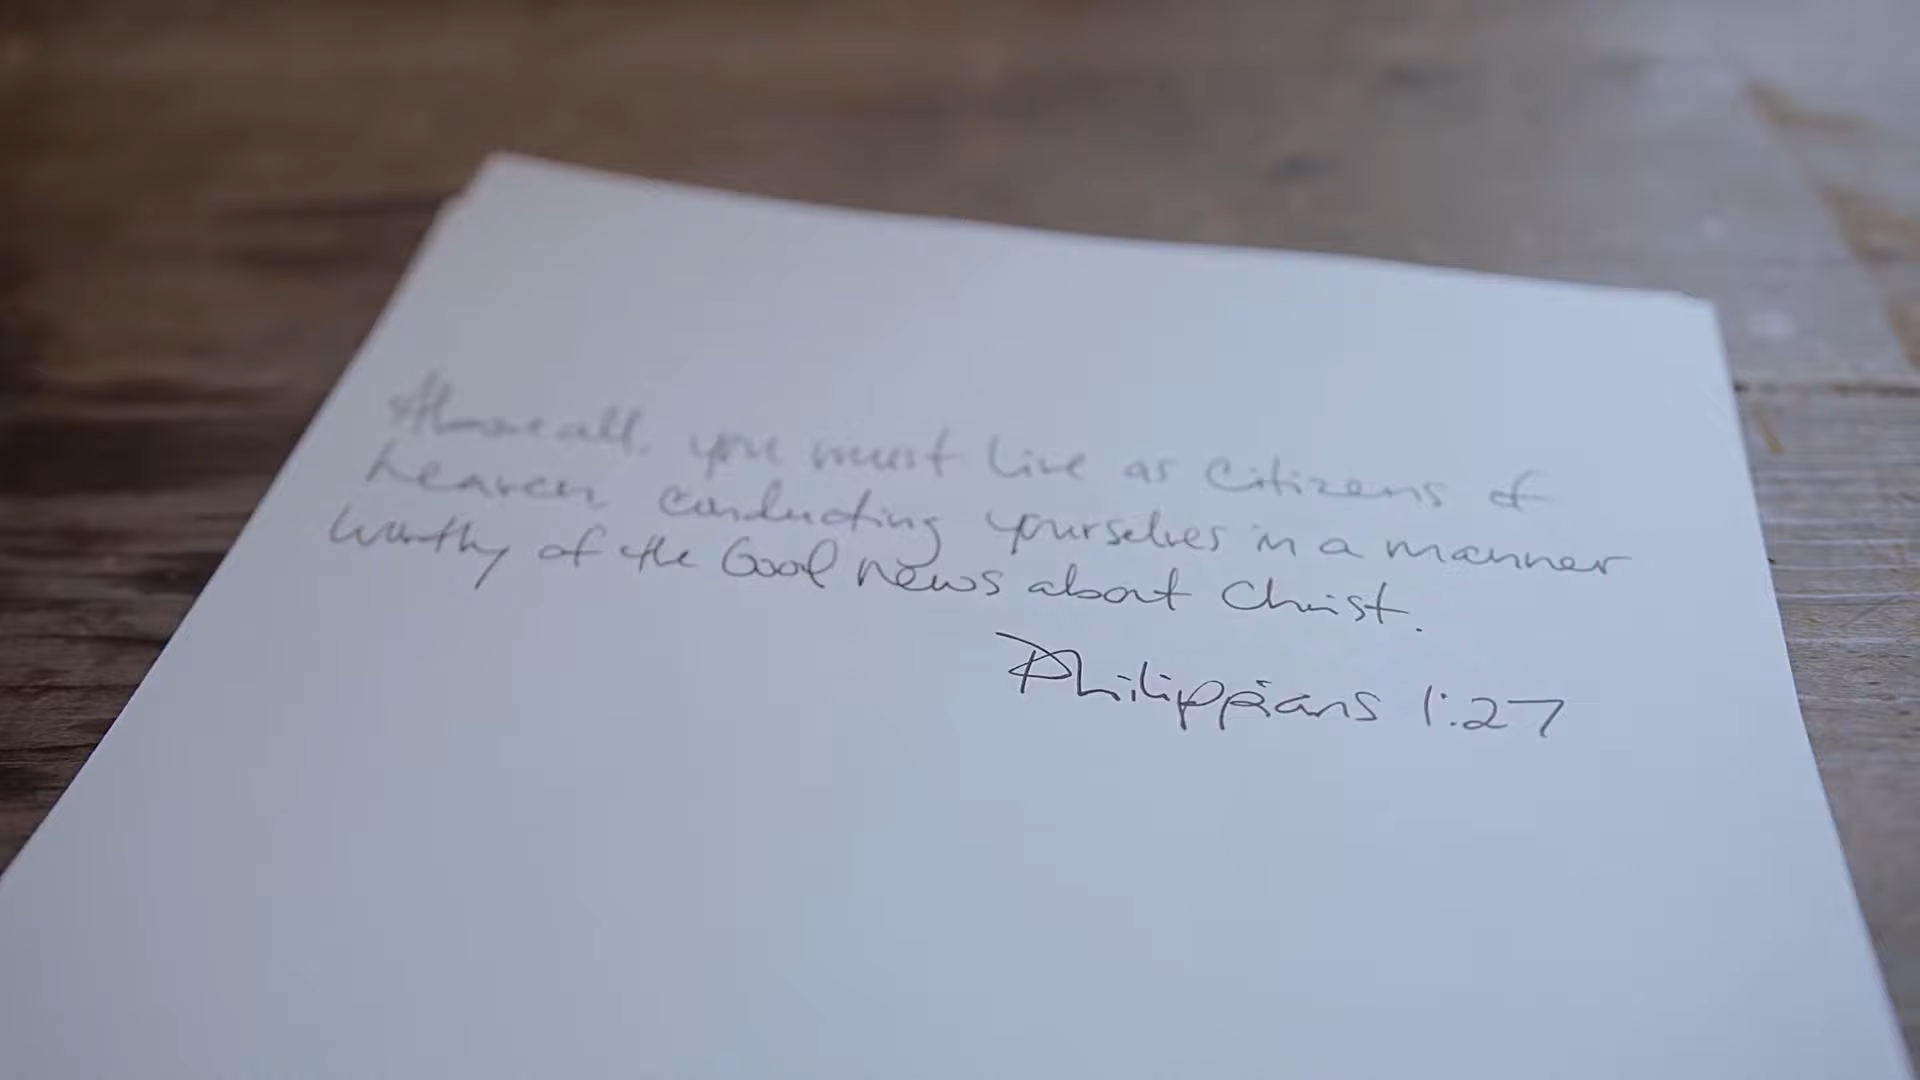 Above all, you must live as citizens of
heaven conducting yourselves in a manner
worthy of the Good News about Christ.
Philippians 1:27